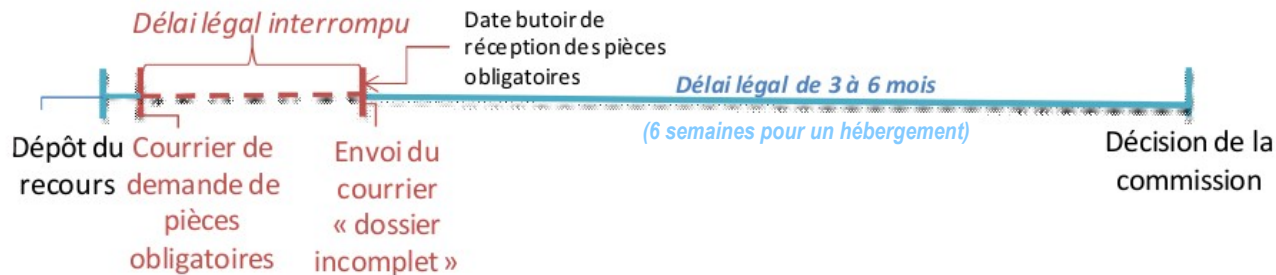 Délai légal interrompu
Date butoir de
réception des pièces
obligatoires
Délai légal de 3 à 6 mois
(6 semaines pour un hébergement)
Dépôt du
recours
Courrier de
demande de
pièces
obligatoires
Envoi du
courrier
« dossier
incomplet »
Décision de la
commission